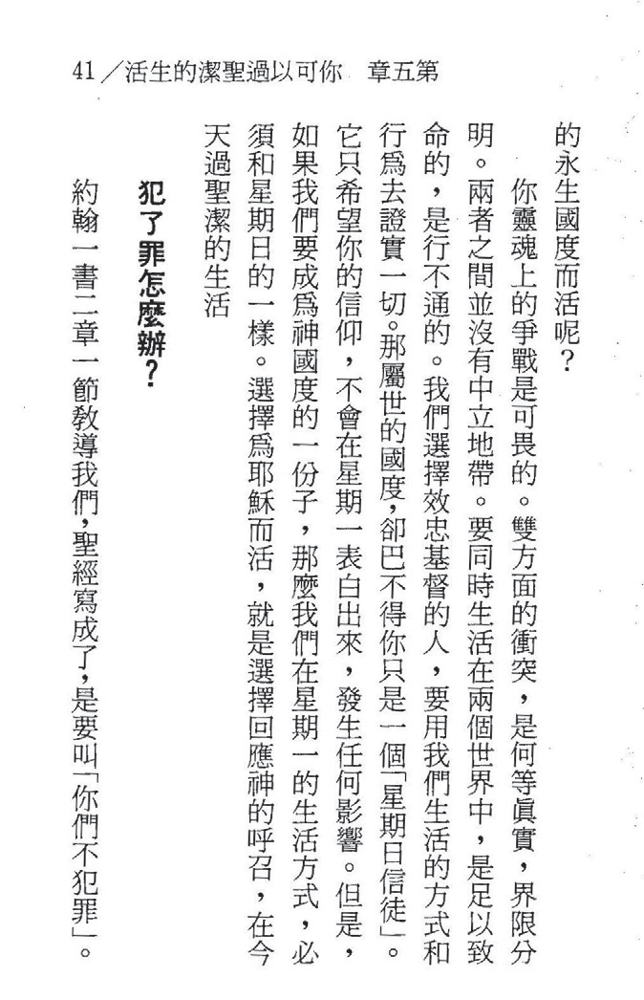 第五章　你可以過聖潔的生活／41
的永生國度而活呢？
你靈魂上的爭戰是可畏的。雙方面的衝突，是何等眞實，界限分
明。兩者之間並沒有中立地帶。要同時生活在兩個世界中，是足以致
命的，是行不通的。我們選擇效忠基督的人，要用我們生活的方式和
行爲去證實一切。那屬世的國度，卻巴不得你只是一個「星期日信徒」。
它只希望你的信仰，不會在星期一表白出來，發生任何影響。但是，
如果我們要成爲神國度的一份子，那麼我們在星期一的生活方式，必
須和星期日的一樣。選擇爲耶穌而活，就是選擇回應神的呼召，在今
天過聖潔的生活
犯了罪怎麼辦？
約翰一書二章一節敎導我們，聖經寫成了，是要叫「你們不犯罪」。